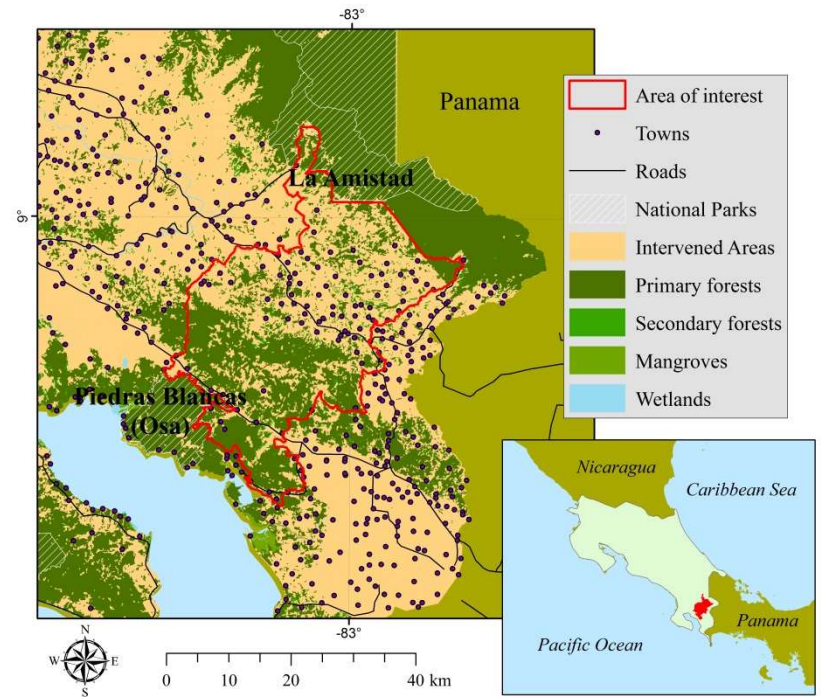 -83°
Panama
La Amistad
9°
Piedras Blancas
(Osa)
-83°
Area of interest
Towns
Roads
National Parks
Intervened Areas
Primary forests
Secondary forests
Mangroves
Wetlands
Nicaragua
Caribbean Sea
Panama
Pacific Ocean
N
W E
S
0 10 20 40 km